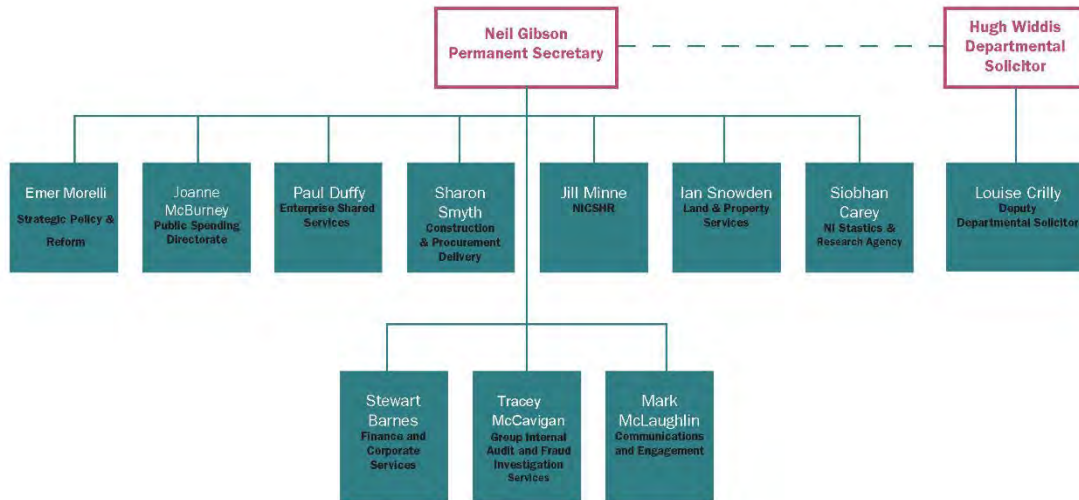 Neil Gibson
Permanent Secretary
Hugh Widdis
Departmental
Solicitor
Emer Morelli
Strategic Policy &
Reform
Joanne
McBurney
Public Spending
Directorate
Paul Duffy
Enterprise Shared
Services
Sharon
Smyth
Construction
& Procurement
Delivery
Jill Minne
NICSHR
Ian Snowden
Land & Property
Services
Siobhan
Carey
NI Stastics &
Research Agency
Louise Crilly
Deputy
Departmental Solicitor
Stewart
Barnes
Finance and
Corporate
Services
Tracey
McCavigan
Group Internal
Audit and Fraud
Investigation
Services
Mark
McLaughlin
Communications
and Engagement